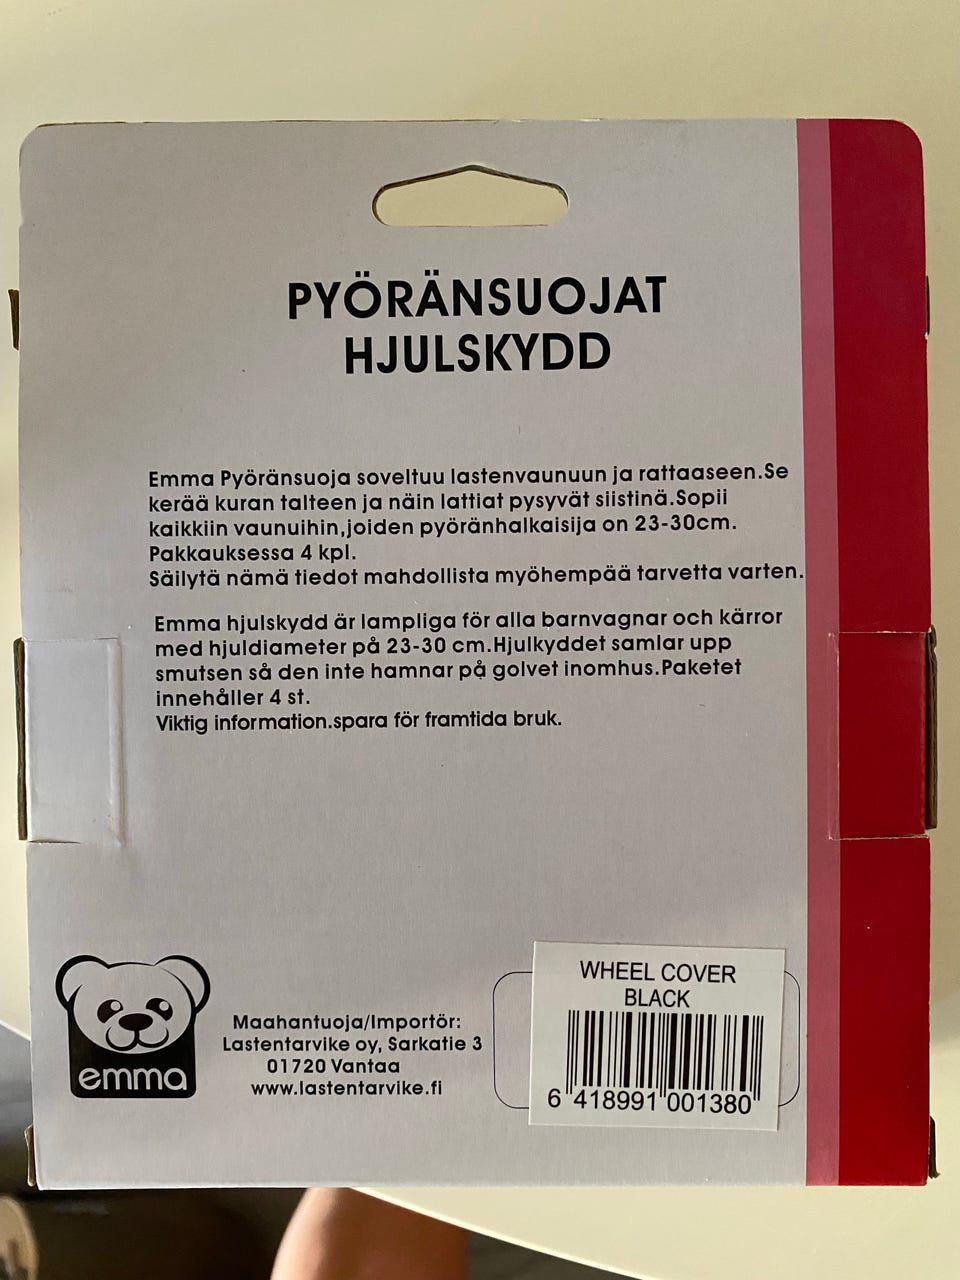 PYÖRÄNSUOJAT
HJULSKYDD
Emma Pyöränsuoja soveltuu lastenvaunuun ja rattaaseen.Se
kerää kuran talteen ja näin lattiat pysyvät siistinä.Sopii
kaikkiin vaunuihin,joiden pyöränhalkaisija on 23-30cm.
Pakkauksessa 4 kpl.
Säilytä nämä tiedot mahdollista myöhempää tarvetta varten.
Emma hjulskydd är lampliga för alla barnvagnar och kärror
med hjuldiameter på 23-30 cm.Hjulkyddet samlar upp
smutsen så den inte hamnar på golvet inomhus.Paketet
innehåller 4 st.
Viktig information.spara för framtida bruk.
emma
Maahantuoja/Importör:
Lastentarvike oy, Sarkatie 3
01720 Vantaa
www.lastentarvike.fi
WHEEL COVER
BLACK
6 418991 001380